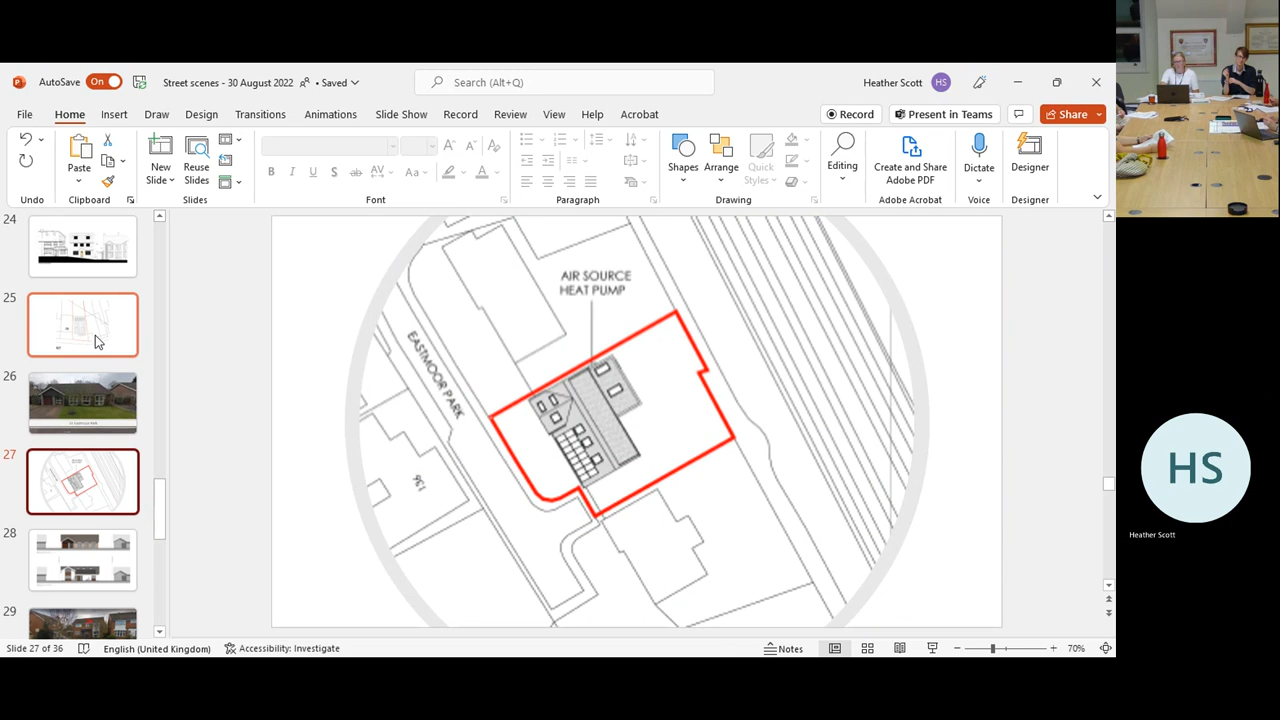 AutoSave On Street scenes - 30 August 2022 • Saved Search (Alt+Q) Heather Scott HS
File Home Insert Draw Design Transitions Animations Slide Show Record Review View Help Acrobat Record Present in Teams Share
Paste New Slide Reuse Slides Shapes Arrange Quick Styles Editing Create and Share Adobe PDF Dictate Designer
Undo Clipboard Slides Font Paragraph Drawing Adobe Acrobat Voice Designer
24
25
26
27
28
29
AIR SOURCE
HEAT PUMP
EASTMOOR PARK
HS
Heather Scott
Slide 27 of 36 English (United Kingdom) Accessibility: Investigate Notes 70%